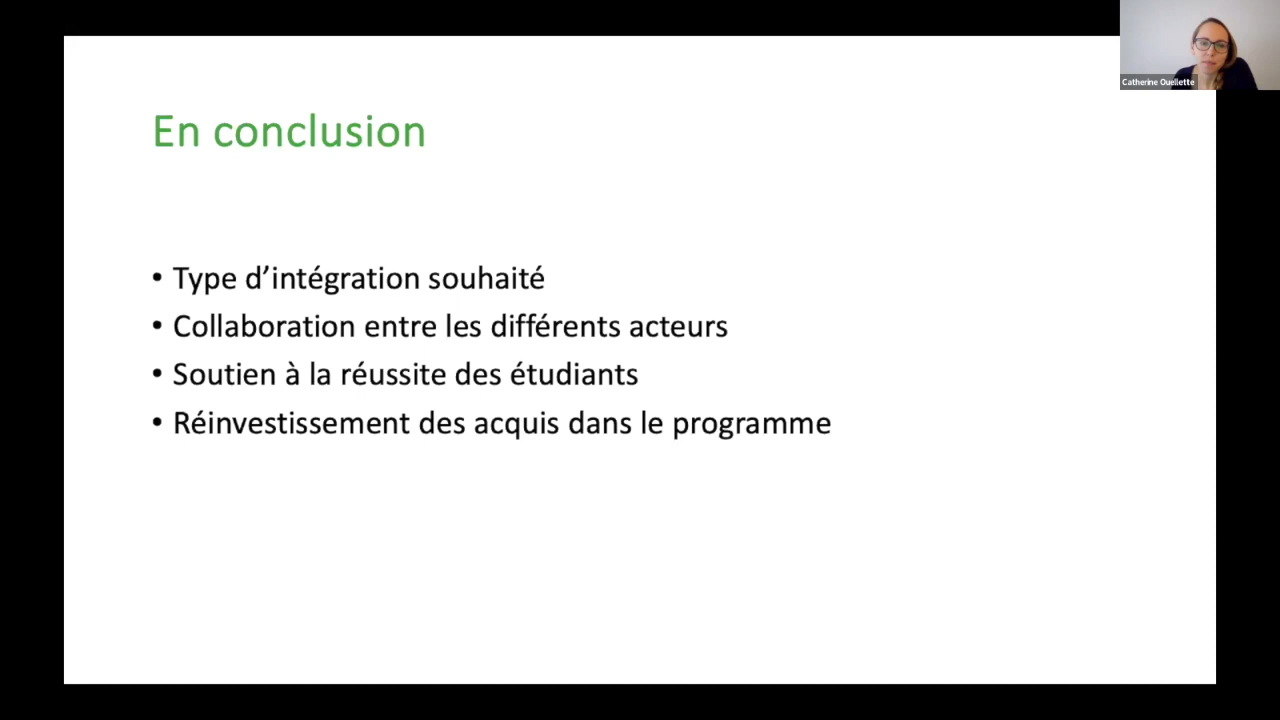 Catherine Ouellette
En conclusion
• Type d’intégration souhaité
• Collaboration entre les différents acteurs
• Soutien à la réussite des étudiants
• Réinvestissement des acquis dans le programme